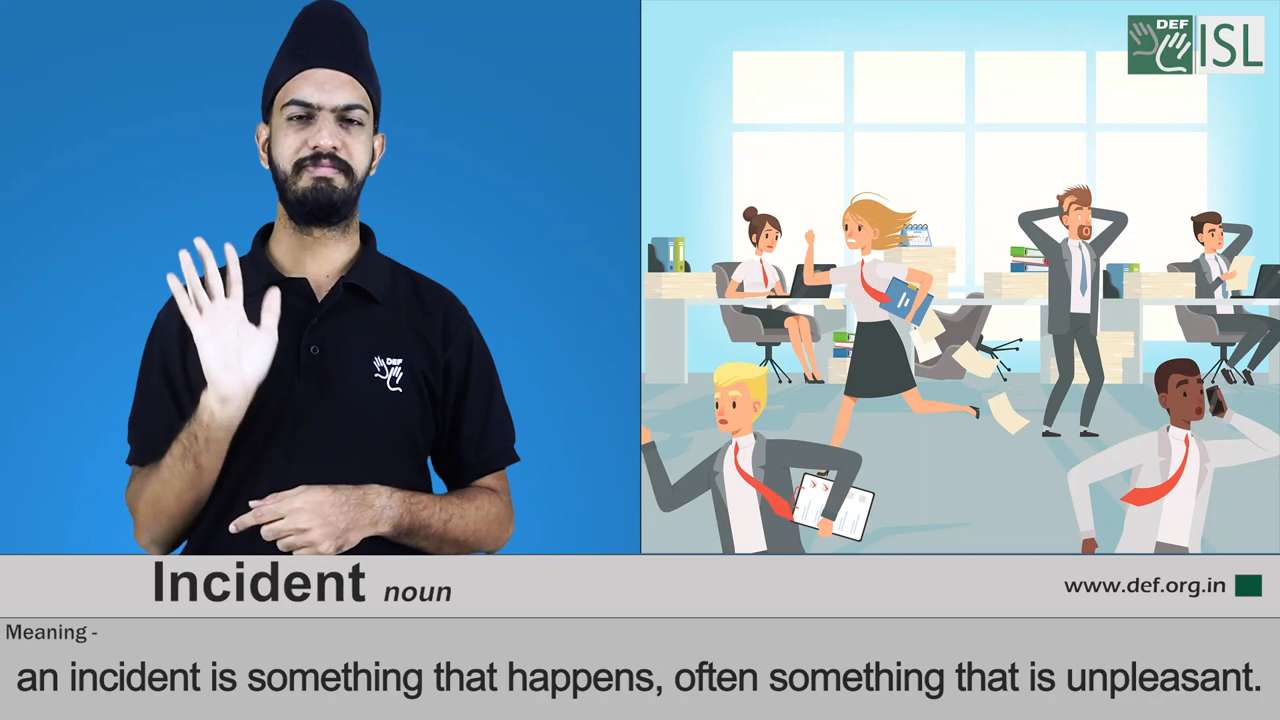 DEF
ISL
DEF
Incident noun
www.def.org.in
Meaning -
an incident is something that happens, often something that is unpleasant.